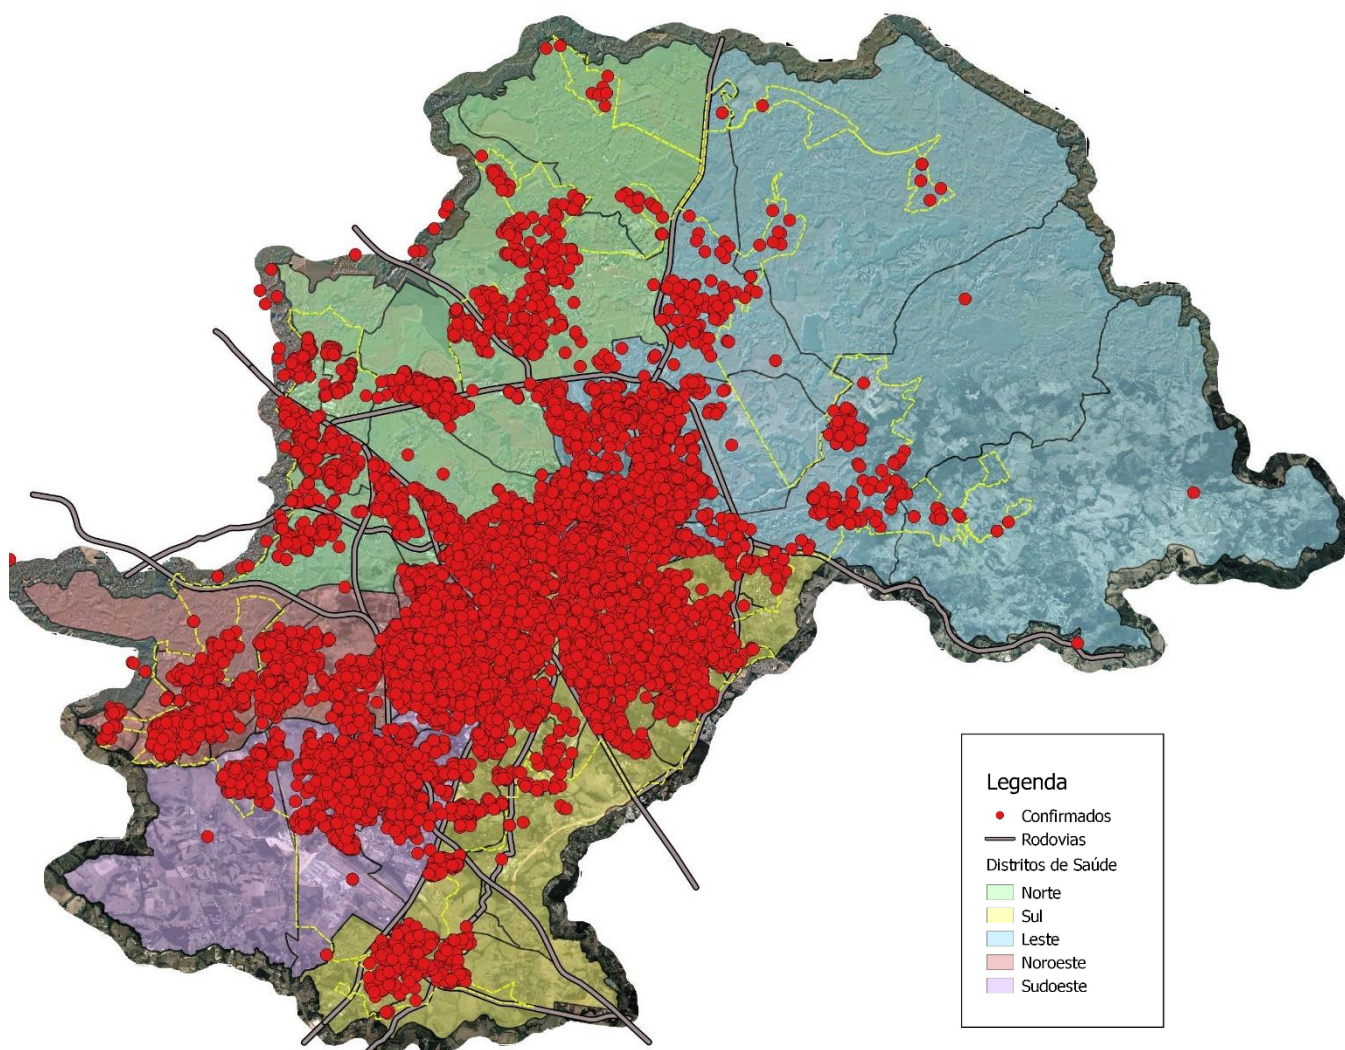 Legenda
Confirmados
Rodovias
Distritos de Saúde
Norte
Sul
Leste
Noroeste
Sudoeste